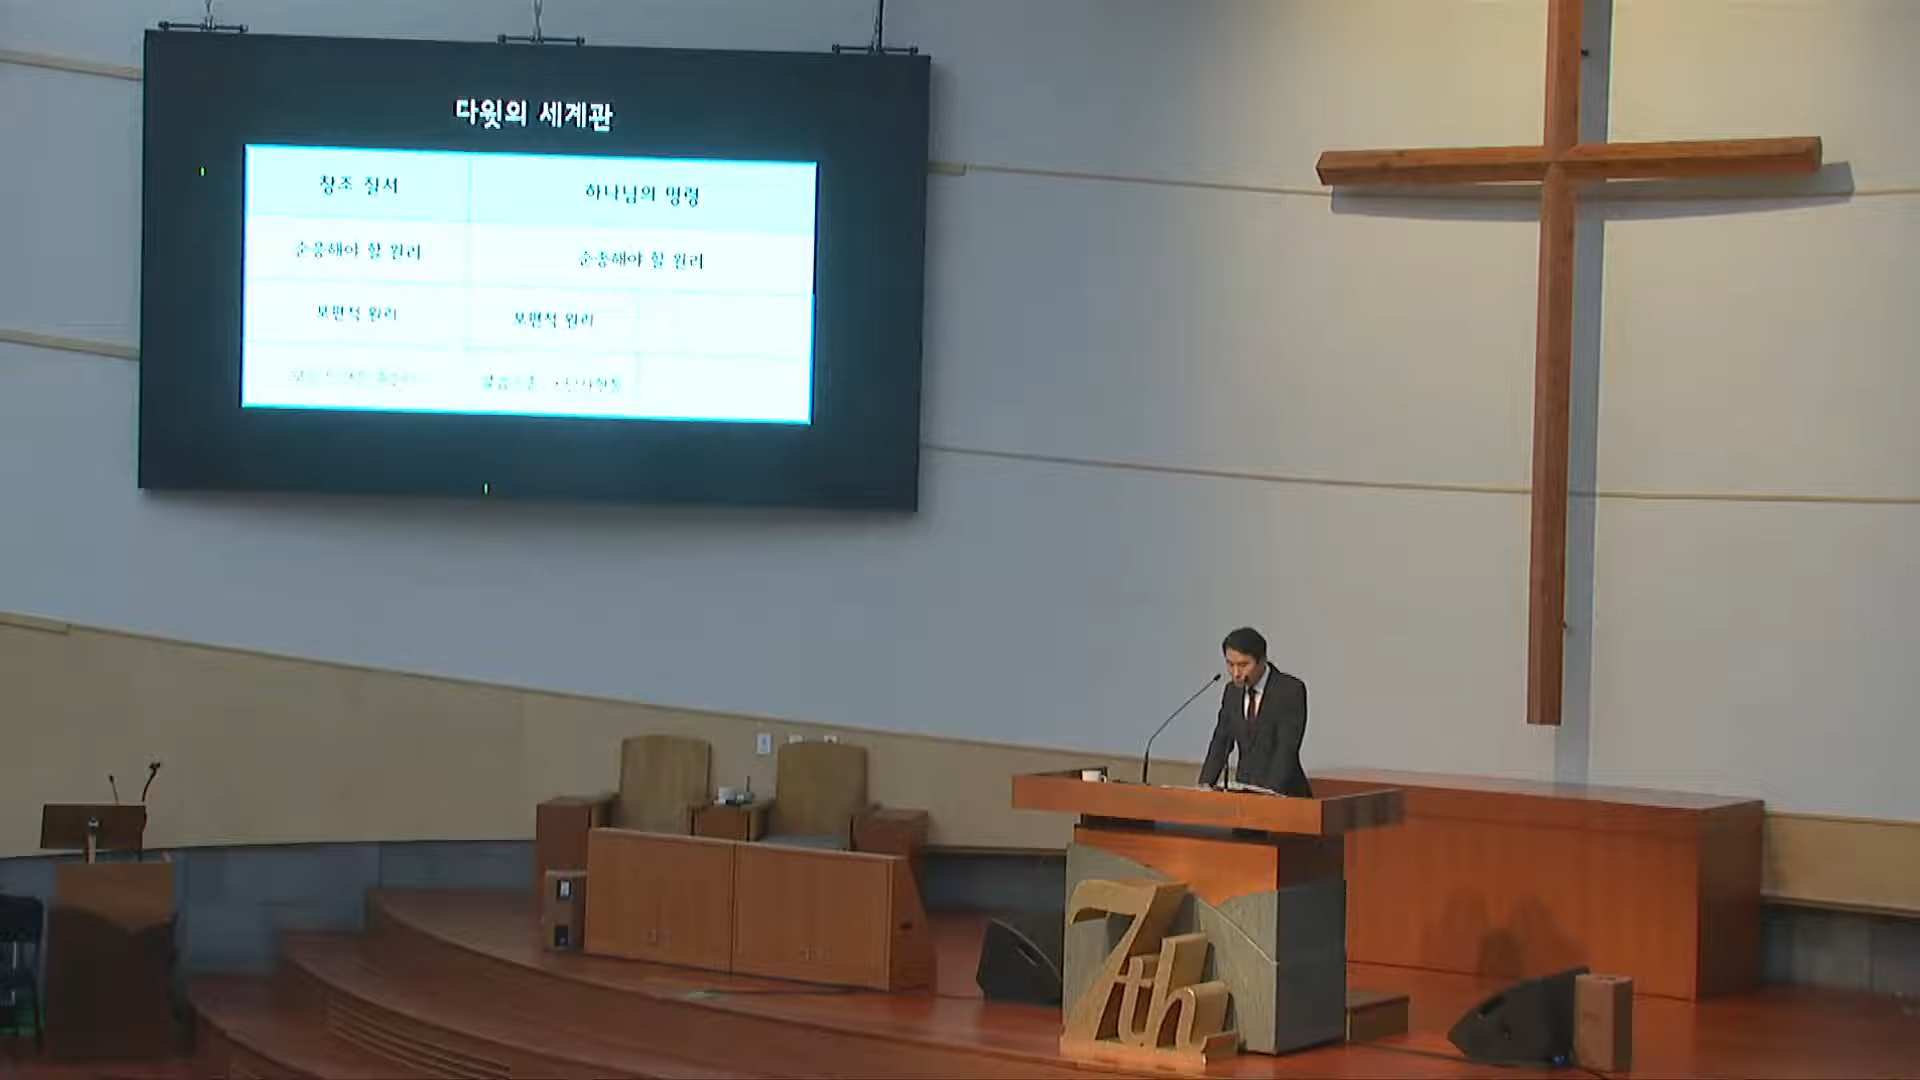 다윗의 세계관
창조 질서 하나님의 명령
순응해야 할 원리 순종해야 할 원리
보편적 원리 보편적 원리
7th